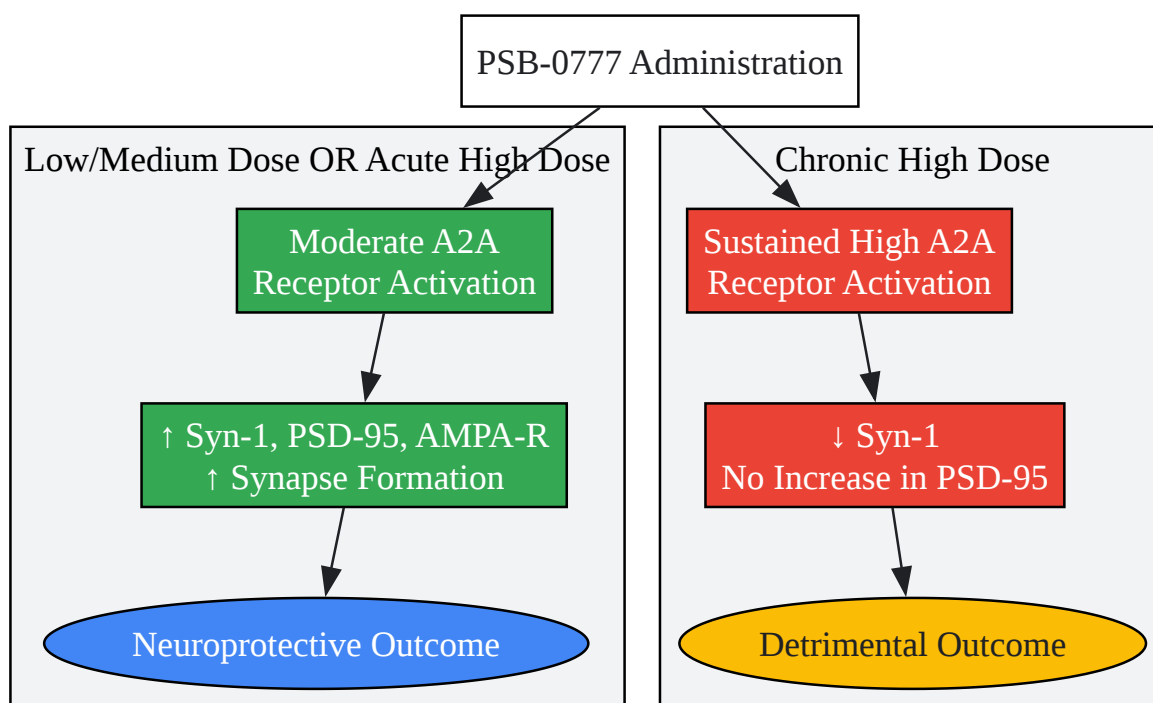 PSB-0777 Administration
Low/Medium Dose OR Acute High Dose
Moderate A2A
Receptor Activation
↑ Syn-1, PSD-95, AMPA-R
↑ Synapse Formation
Neuroprotective Outcome
Chronic High Dose
Sustained High A2A
Receptor Activation
↓ Syn-1
No Increase in PSD-95
Detrimental Outcome